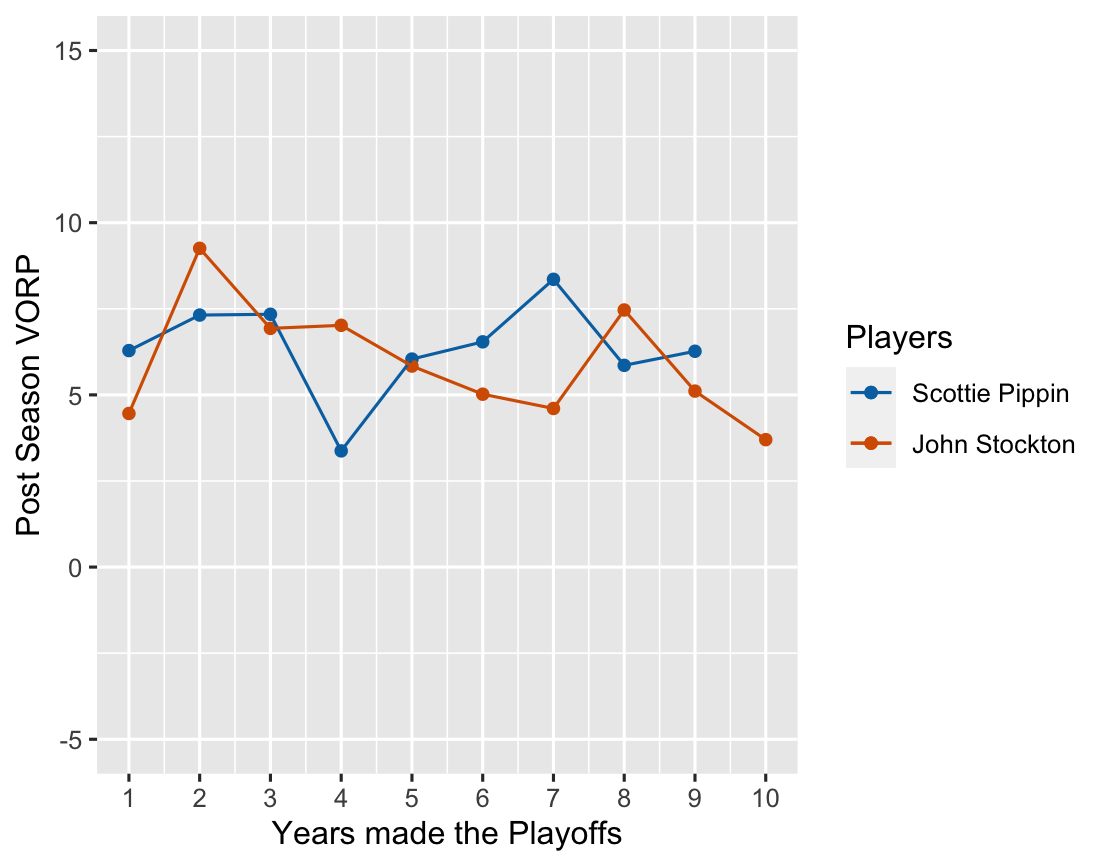 15
10
5
0
-5
Post Season VORP
1 2 3 4 5 6 7 8 9 10
Years made the Playoffs
Players
Scottie Pippin
John Stockton